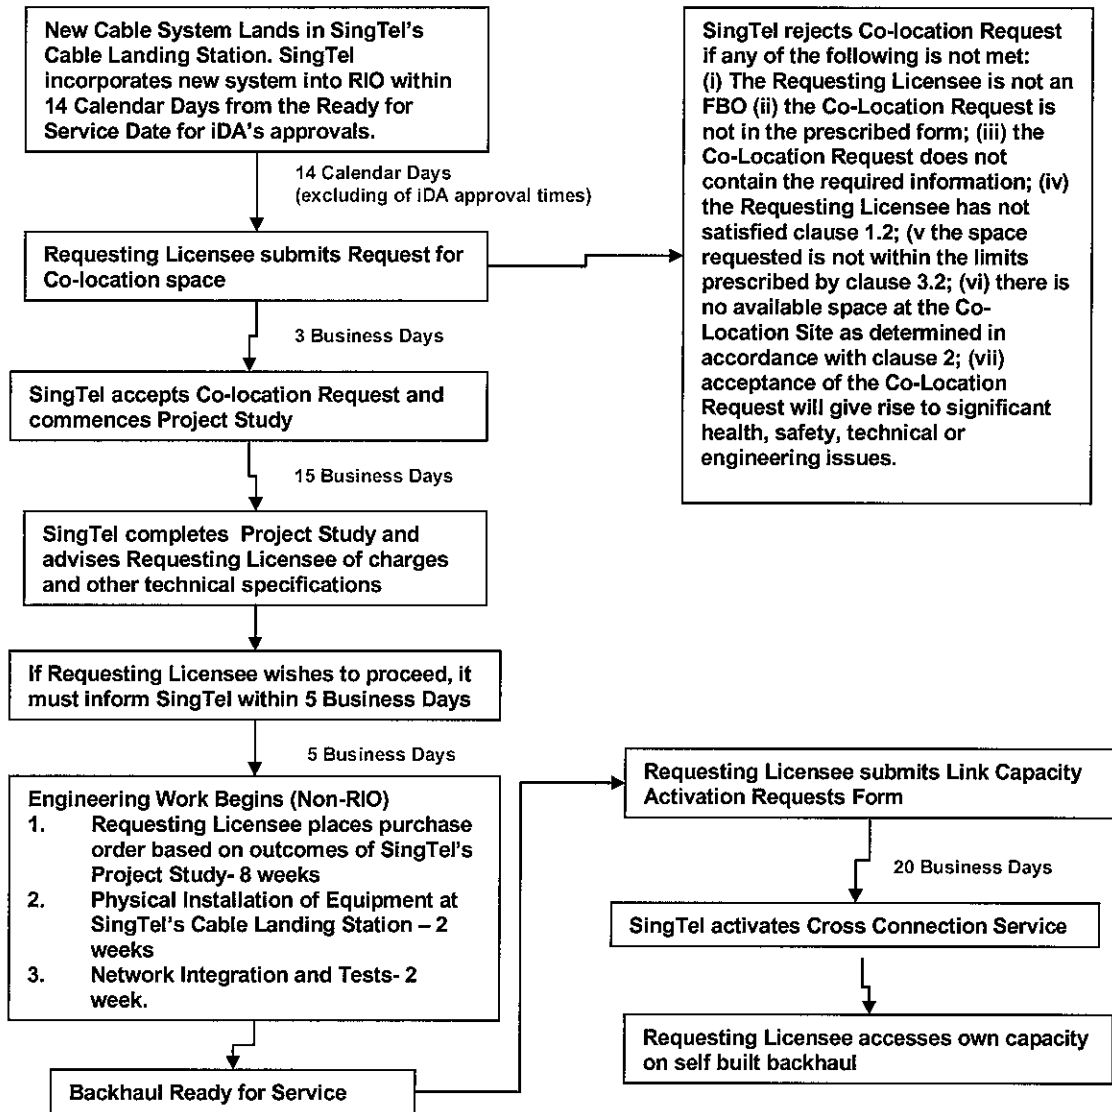 New Cable System Lands in SingTel's
Cable Landing Station. SingTel
incorporates new system into RIO within
14 Calendar Days from the Ready for
Service Date for iDA's approvals.
14 Calendar Days
(excluding of iDA approval times)
Requesting Licensee submits Request for
Co-location space
3 Business Days
SingTel accepts Co-location Request and
commences Project Study
15 Business Days
SingTel completes Project Study and
advises Requesting Licensee of charges
and other technical specifications
If Requesting Licensee wishes to proceed, it
must inform SingTel within 5 Business Days
5 Business Days
Engineering Work Begins (Non-RIO)
1. Requesting Licensee places purchase
order based on outcomes of SingTel's
Project Study- 8 weeks
2. Physical Installation of Equipment at
SingTel's Cable Landing Station – 2
weeks
3. Network Integration and Tests- 2
week.
Backhaul Ready for Service
SingTel rejects Co-location Request
if any of the following is not met:
(i) The Requesting Licensee is not an
FBO (ii) the Co-Location Request is
not in the prescribed form; (iii) the
Co-Location Request does not
contain the required information; (iv)
the Requesting Licensee has not
satisfied clause 1.2; (v the space
requested is not within the limits
prescribed by clause 3.2; (vi) there is
no available space at the Co-
Location Site as determined in
accordance with clause 2; (vii)
acceptance of the Co-Location
Request will give rise to significant
health, safety, technical or
engineering issues.
Requesting Licensee submits Link Capacity
Activation Requests Form
20 Business Days
SingTel activates Cross Connection Service
Requesting Licensee accesses own capacity
on self built backhaul